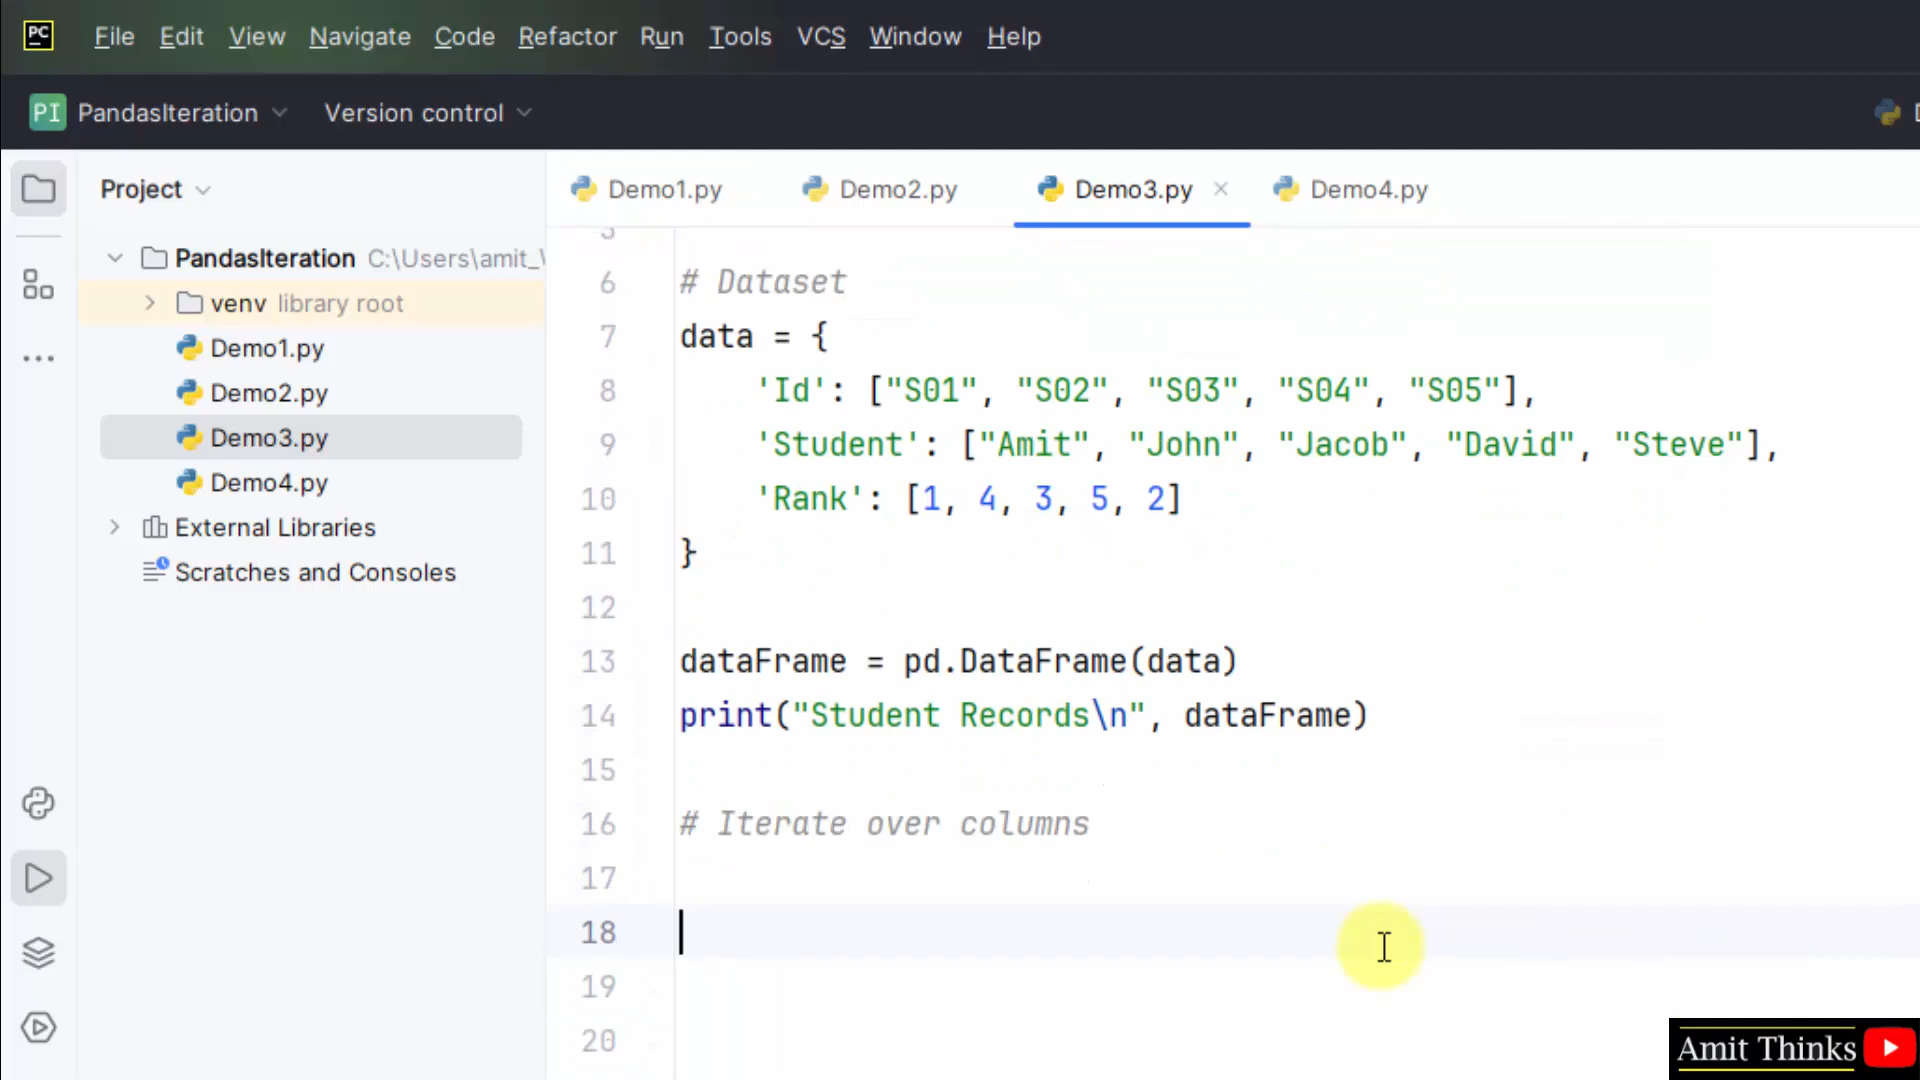 PC File Edit View Navigate Code Refactor Run Tools VCS Window Help
PI PandasIteration Version control
Project
Demo1.py Demo2.py Demo3.py Demo4.py
PandasIteration C:\Users\amit_
venv library root
Demo1.py
Demo2.py
Demo3.py
Demo4.py
External Libraries
Scratches and Consoles
5
6 # Dataset
7 data = {
8 'Id': ["S01", "S02", "S03", "S04", "S05"],
9 'Student': ["Amit", "John", "Jacob", "David", "Steve"],
10 'Rank': [1, 4, 3, 5, 2]
11 }
12
13 dataFrame = pd.DataFrame(data)
14 print("Student Records\n", dataFrame)
15
16 # Iterate over columns
17
18
19
20
Amit Thinks